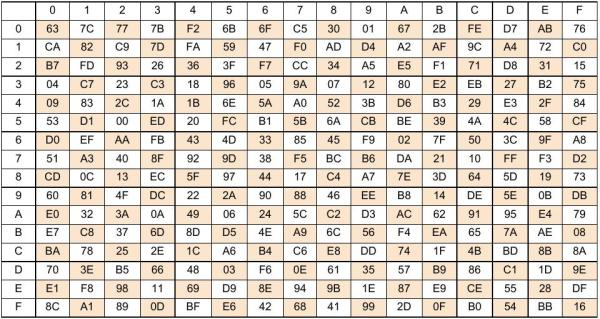 0 1 2 3 4 5 6 7 8 9 A B C D E F
0 63 7C 77 7B F2 6B 6F C5 30 01 67 2B FE D7 AB 76
1 CA 82 C9 7D FA 59 47 F0 AD D4 A2 AF 9C A4 72 C0
2 B7 FD 93 26 36 3F F7 CC 34 A5 E5 F1 71 D8 31 15
3 04 C7 23 C3 18 96 05 9A 07 12 80 E2 EB 27 B2 75
4 09 83 2C 1A 1B 6E 5A A0 52 3B D6 B3 29 E3 2F 84
5 53 D1 00 ED 20 FC B1 5B 6A CB BE 39 4A 4C 58 CF
6 D0 EF AA FB 43 4D 33 85 45 F9 02 7F 50 3C 9F A8
7 51 A3 40 8F 92 9D 38 F5 BC B6 DA 21 10 FF F3 D2
8 CD 0C 13 EC 5F 97 44 17 C4 A7 7E 3D 64 5D 19 73
9 60 81 4F DC 22 2A 90 88 46 EE B8 14 DE 5E 0B DB
A E0 32 3A 0A 49 06 24 5C C2 D3 AC 62 91 95 E4 79
B E7 C8 37 6D 8D D5 4E A9 6C 56 F4 EA 65 7A AE 08
C BA 78 25 2E 1C A6 B4 C6 E8 DD 74 1F 4B BD 8B 8A
D 70 3E B5 66 48 03 F6 0E 61 35 57 B9 86 C1 1D 9E
E E1 F8 98 11 69 D9 8E 94 9B 1E 87 E9 CE 55 28 DF
F 8C A1 89 0D BF E6 42 68 41 99 2D 0F B0 54 BB 16